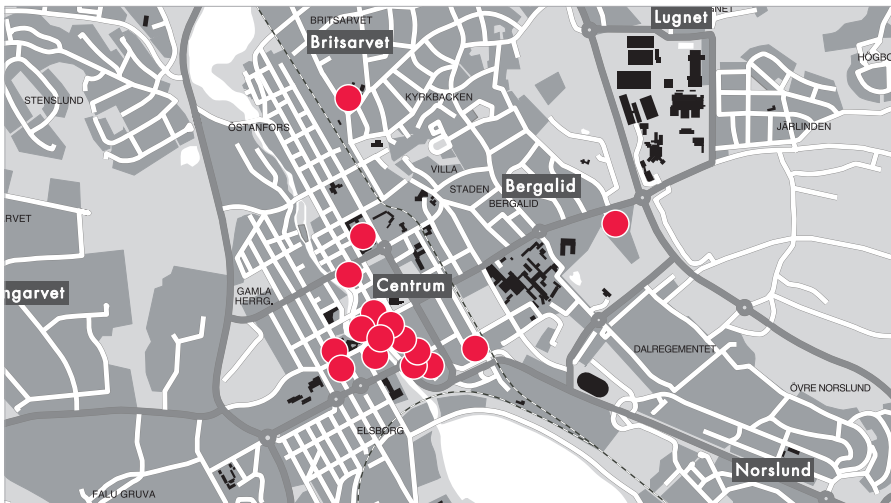 Lugnet
BRITSARVET
Britsarvet
HÖGBO
STENSLUND
KYRKBACKEN
ÖSTANFORS
JÄRLINDEN
VILLA
STADEN
Bergalid
BERGALID
ARVET
Centrum
GAMLA
HERRG.
ngarvet
DALREGEMENTET
ÖVRE NORSLUND
ELSBORG
Norslund
FALU GRUVA